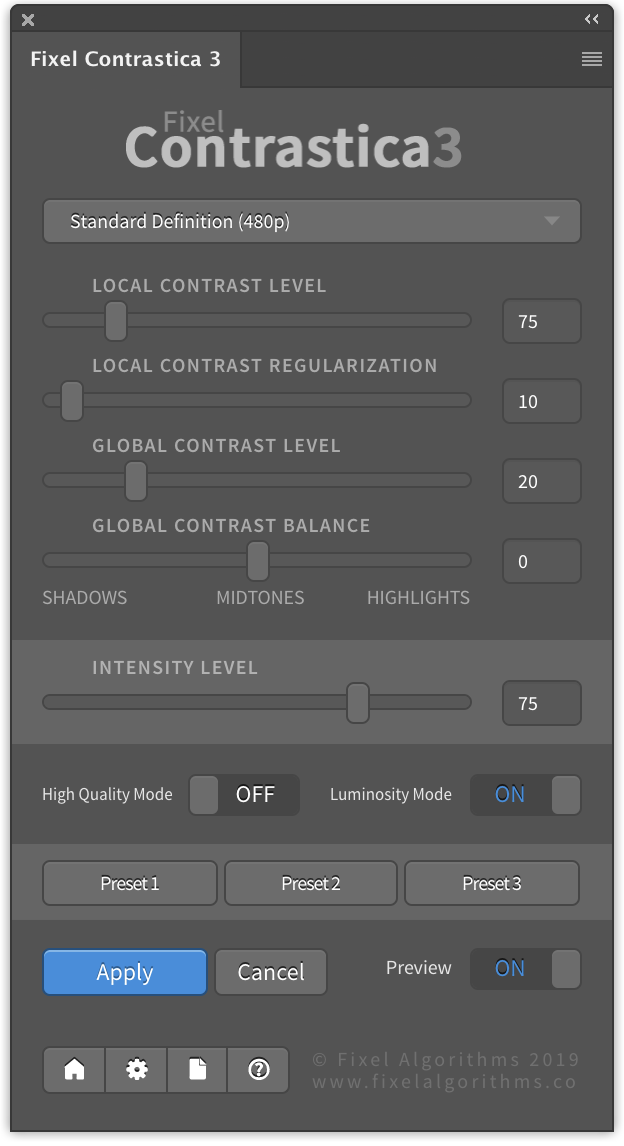 Fixel Contrastica 3
Fixel
Contrastica3
Standard Definition (480p)
LOCAL CONTRAST LEVEL
75
LOCAL CONTRAST REGULARIZATION
10
GLOBAL CONTRAST LEVEL
20
GLOBAL CONTRAST BALANCE
0
SHADOWS MIDTONES HIGHLIGHTS
INTENSITY LEVEL
75
High Quality Mode OFF Luminosity Mode ON
Preset 1 Preset 2 Preset 3
Apply Cancel Preview ON
© Fixel Algorithms 2019
www.fixelalgorithms.co